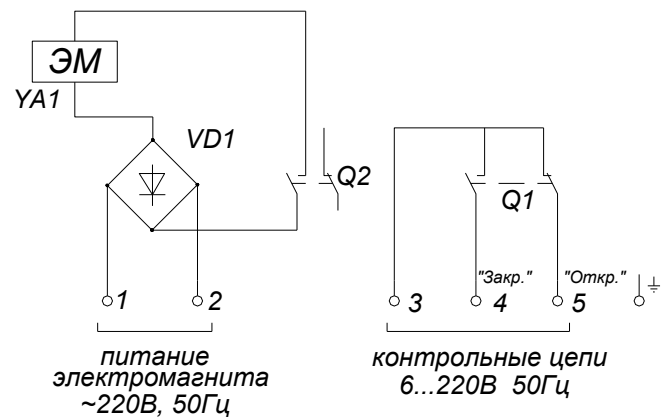 ЭМ
YA1
VD1
Q2
Q1
"Закр."
"Откр."
1
2
3
4
5
питание
электромагнита
~220В, 50Гц
контрольные цепи
6...220В 50Гц